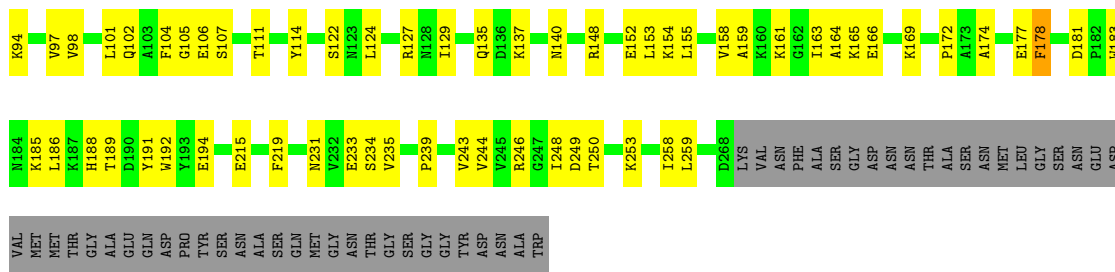 K94 V97 V98 L101 Q102 A103 F104 G105 E106 S107 T111 Y114 S122 N123 L124 R127 N128 I129 Q135 D136 K137 N140 R148 E152 L153 K154 L155 V158 A159 K160 K161 G162 I163 A164 K165 E166 K169 P172 A173 A174 E177 F178 D181 P182 W183
N184 K185 L186 K187 H188 T189 D190 Y191 W192 Y193 E194 E215 F219 N231 V232 E233 S234 V235 P239 V243 V244 V245 R246 G247 I248 D249 T250 K253 I258 L259 D268 LYS VAL ASN PHE ALA SER GLY ASP ASN ASN THR ALA SER ASN MET LEU GLY SER ASN GLU ASP
VAL MET MET THR GLY ALA GLU GLN ASP PRO TYR SER ASN ALA SER GLN MET GLY ASN THR GLY SER GLY GLY TYR ASP ASN ALA TRP